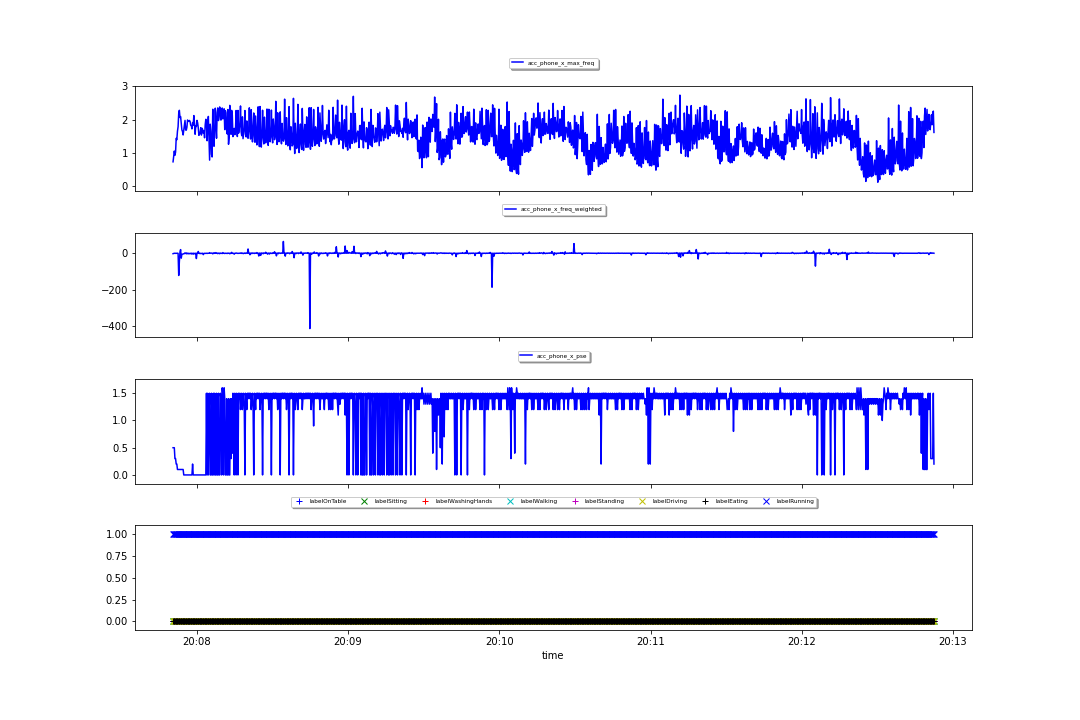 acc_phone_x_max_freq
3
2
1
0
acc_phone_x_freq_weighted
0
−200
−400
acc_phone_x_pse
1.5
1.0
0.5
0.0
labelOnTable labelSitting labelWashingHands labelWalking labelStanding labelDriving labelEating labelRunning
1.00
0.75
0.50
0.25
0.00
20:08 20:09 20:10 20:11 20:12 20:13
time